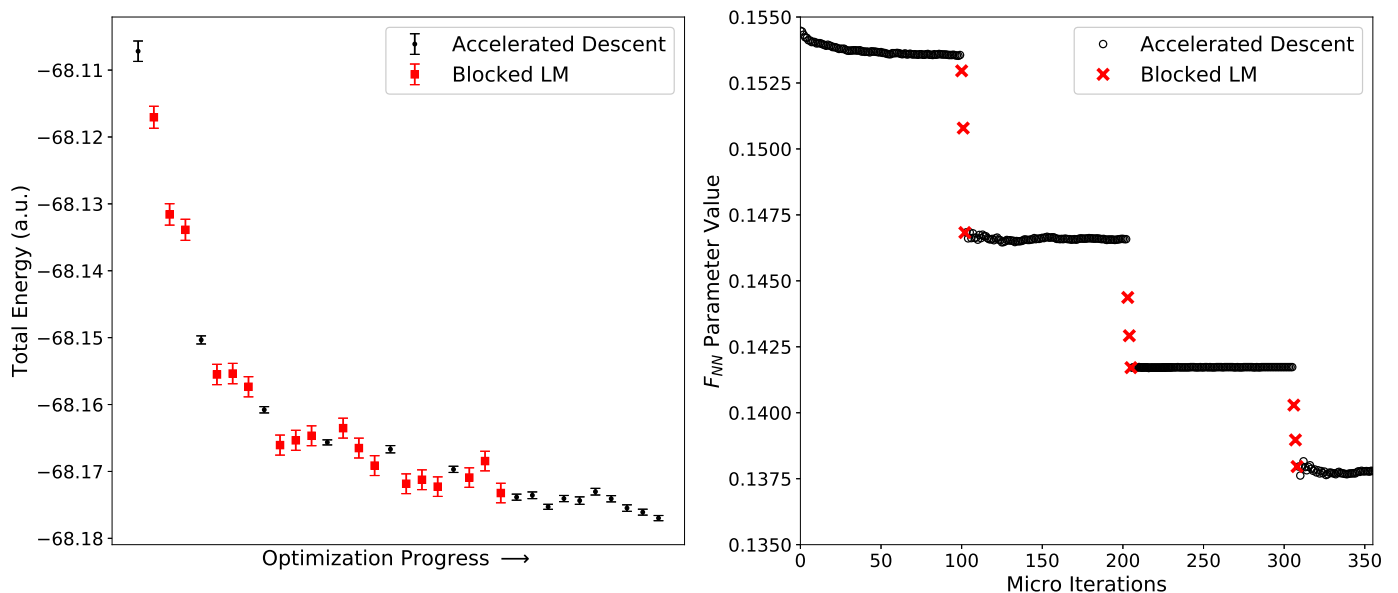 Total Energy (a.u.)
−68.11
−68.12
−68.13
−68.14
−68.15
−68.16
−68.17
−68.18
Accelerated Descent
Blocked LM
Optimization Progress ⟶
F_NN Parameter Value
0.1550
0.1525
0.1500
0.1475
0.1450
0.1425
0.1400
0.1375
0.1350
Accelerated Descent
Blocked LM
0 50 100 150 200 250 300 350
Micro Iterations